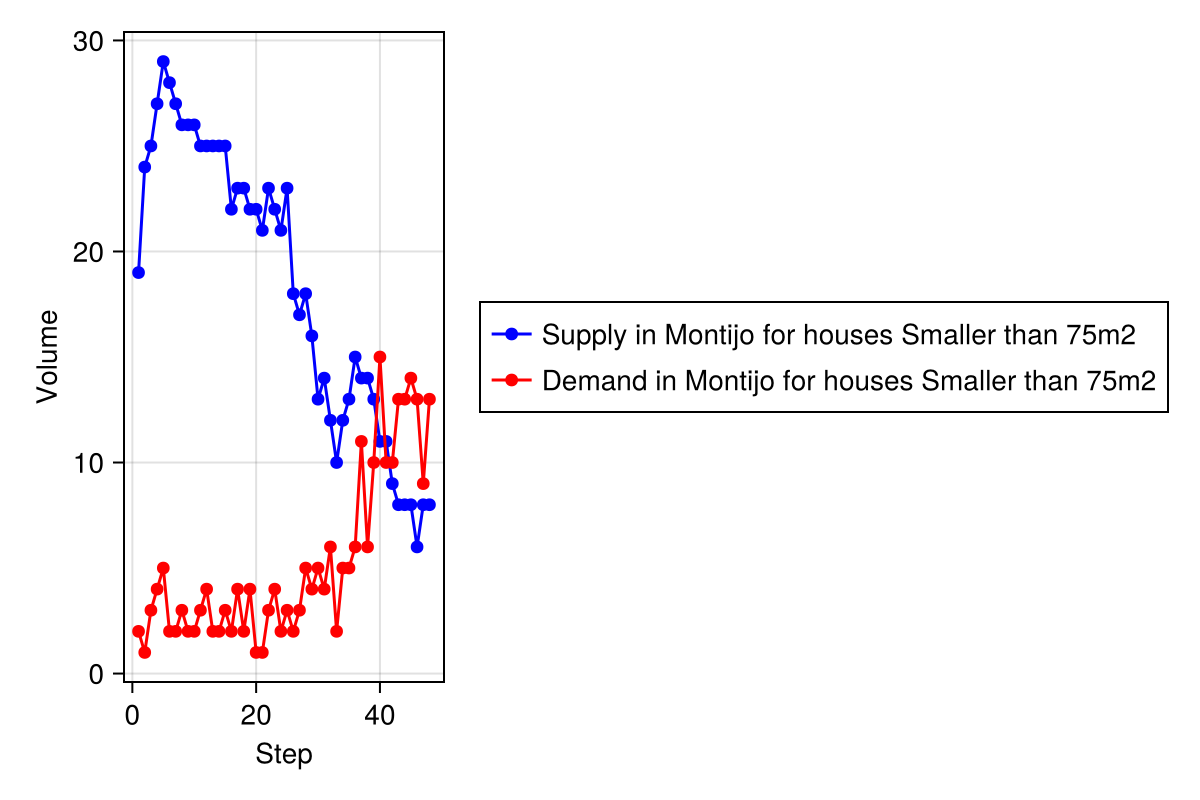 30
20
10
0
Volume
0 20 40
Step
Supply in Montijo for houses Smaller than 75m2
Demand in Montijo for houses Smaller than 75m2